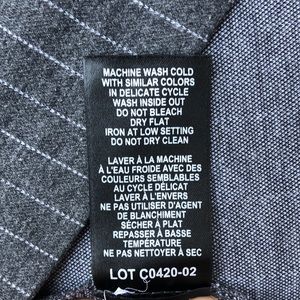 MACHINE WASH COLD
WITH SIMILAR COLORS
IN DELICATE CYCLE
WASH INSIDE OUT
DO NOT BLEACH
DRY FLAT
IRON AT LOW SETTING
DO NOT DRY CLEAN
LAVER À LA MACHINE
À L'EAU FROIDE AVEC DES
COULEURS SEMBLABLES
AU CYCLE DÉLICAT
LAVER À L'ENVERS
NE PAS UTILISER D'AGENT
DE BLANCHIMENT
SÉCHER À PLAT
REPASSER À BASSE
TEMPÉRATURE
NE PAS NETTOYER À SEC
LOT C0420-02